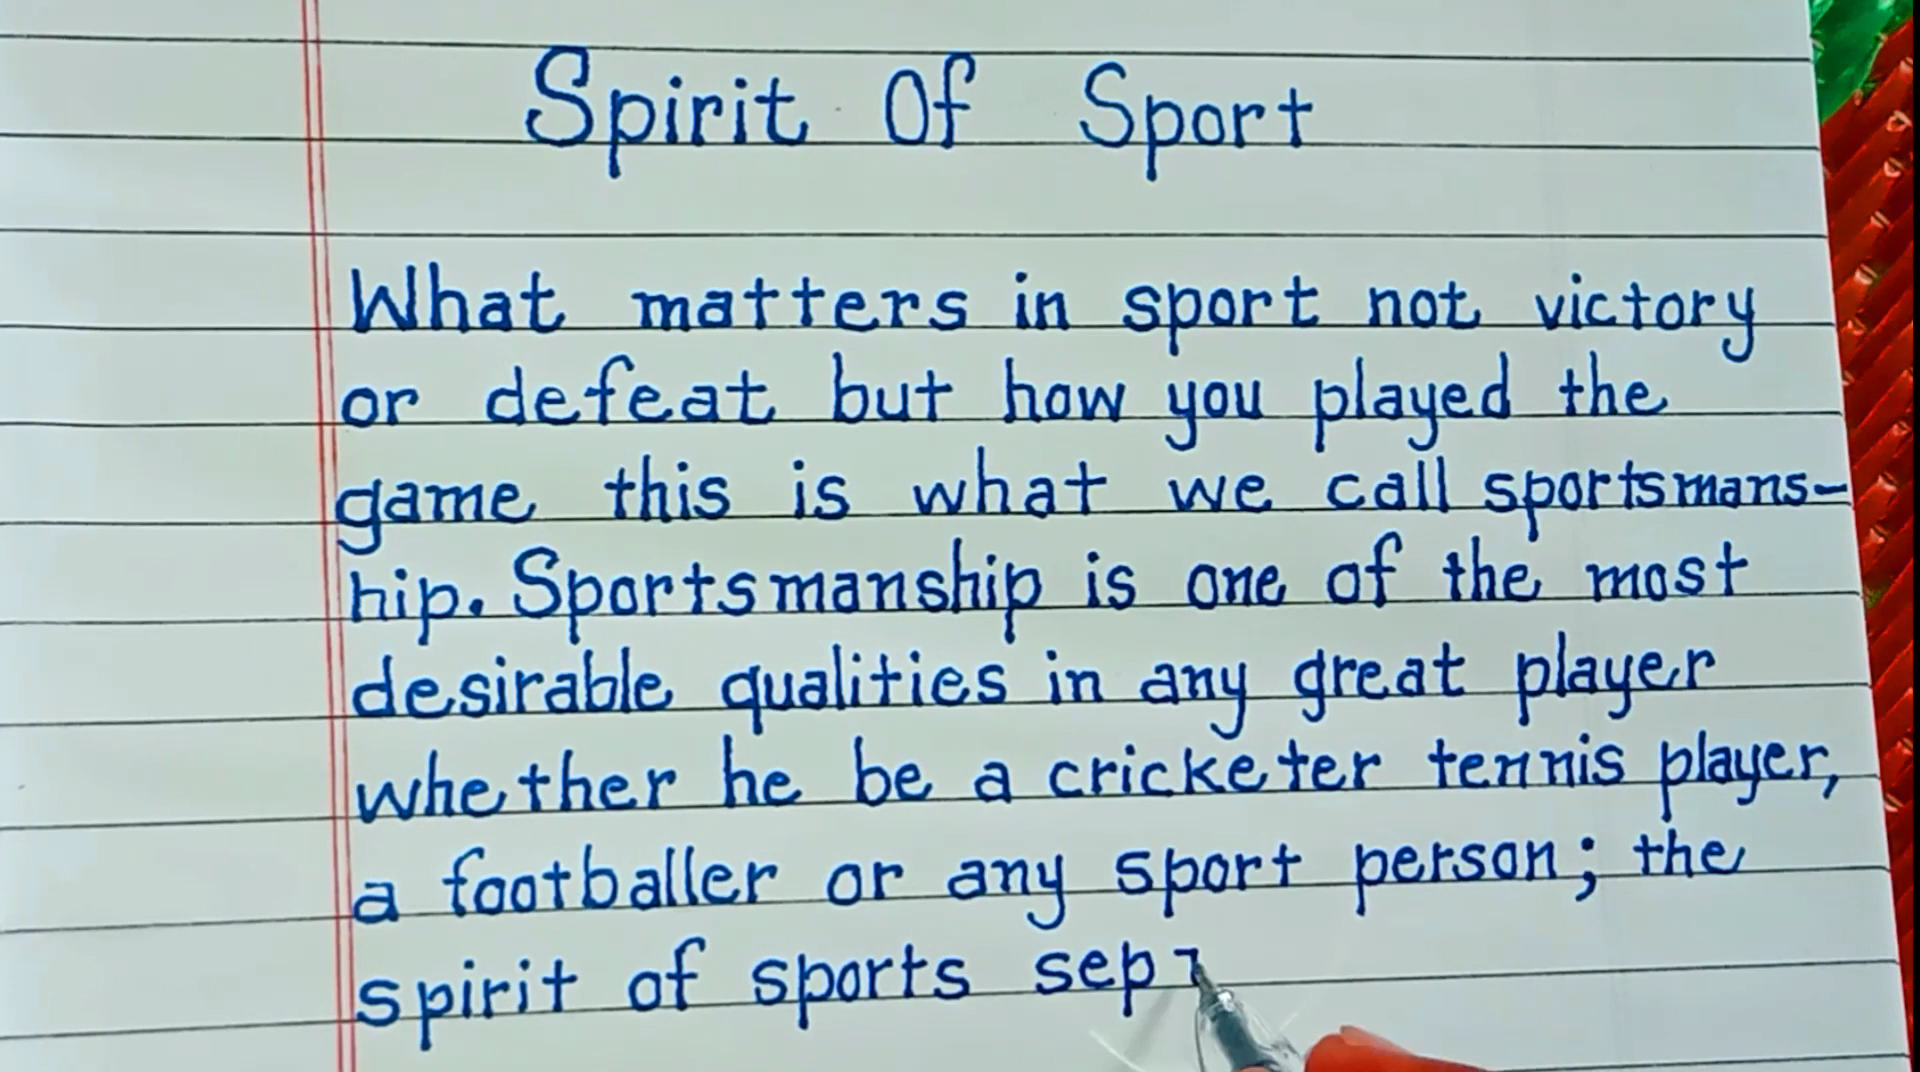 Spirit Of Sport
What matters in sport not victory
or defeat but how you played the
game this is what we call sportsmans-
hip. Sportsmanship is one of the most
desirable qualities in any great player
whether he be a cricketer tennis player,
a footballer or any sport person; the
spirit of sports sep